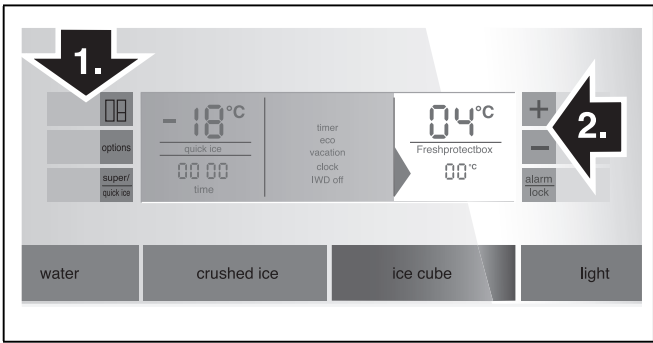 1.
2.
options
super/
quick ice
- 18°C
quick ice
00 00
time
timer
eco
vacation
clock
IWD off
04°C
Freshprotectbox
00°C
+
-
alarm
lock
water
crushed ice
ice cube
light